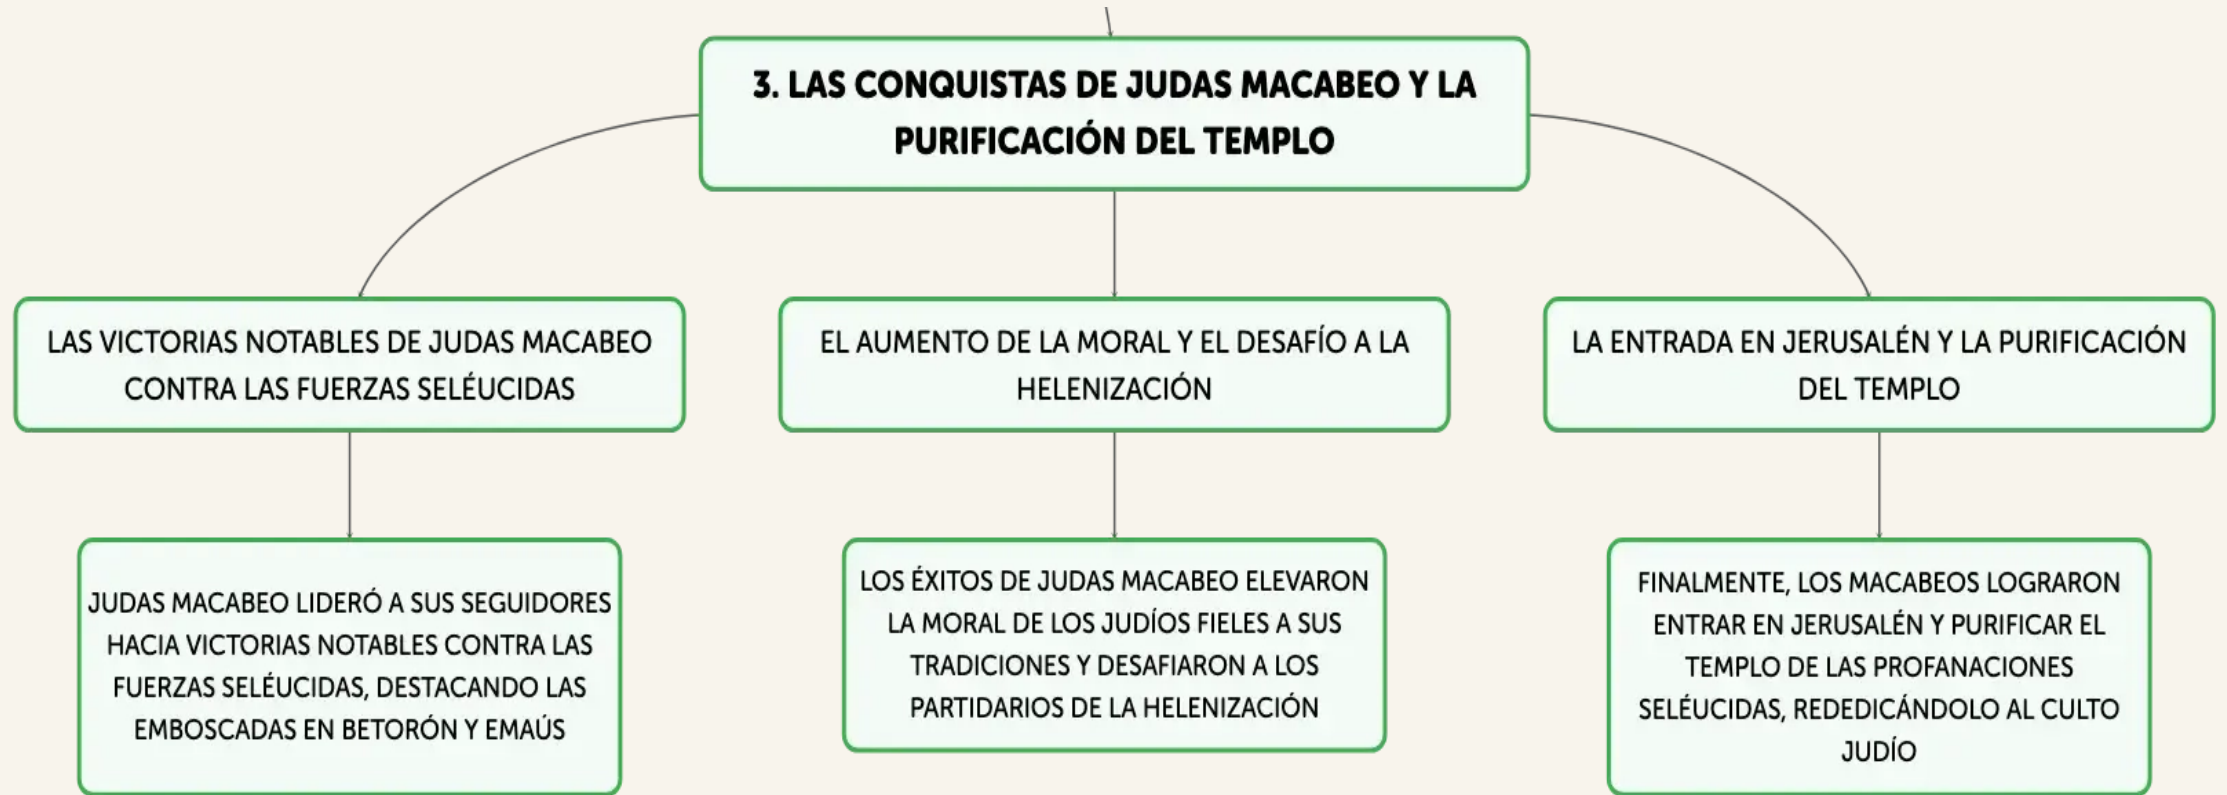 3. LAS CONQUISTAS DE JUDAS MACABEO Y LA
PURIFICACIÓN DEL TEMPLO
LAS VICTORIAS NOTABLES DE JUDAS MACABEO
CONTRA LAS FUERZAS SELÉUCIDAS
EL AUMENTO DE LA MORAL Y EL DESAFÍO A LA
HELENIZACIÓN
LA ENTRADA EN JERUSALÉN Y LA PURIFICACIÓN
DEL TEMPLO
JUDAS MACABEO LIDERÓ A SUS SEGUIDORES
HACIA VICTORIAS NOTABLES CONTRA LAS
FUERZAS SELÉUCIDAS, DESTACANDO LAS
EMBOSCADAS EN BETORÓN Y EMAÚS
LOS ÉXITOS DE JUDAS MACABEO ELEVARON
LA MORAL DE LOS JUDÍOS FIELES A SUS
TRADICIONES Y DESAFIARON A LOS
PARTIDARIOS DE LA HELENIZACIÓN
FINALMENTE, LOS MACABEOS LOGRARON
ENTRAR EN JERUSALÉN Y PURIFICAR EL
TEMPLO DE LAS PROFANACIONES
SELÉUCIDAS, REDEDICÁNDOLO AL CULTO
JUDÍO